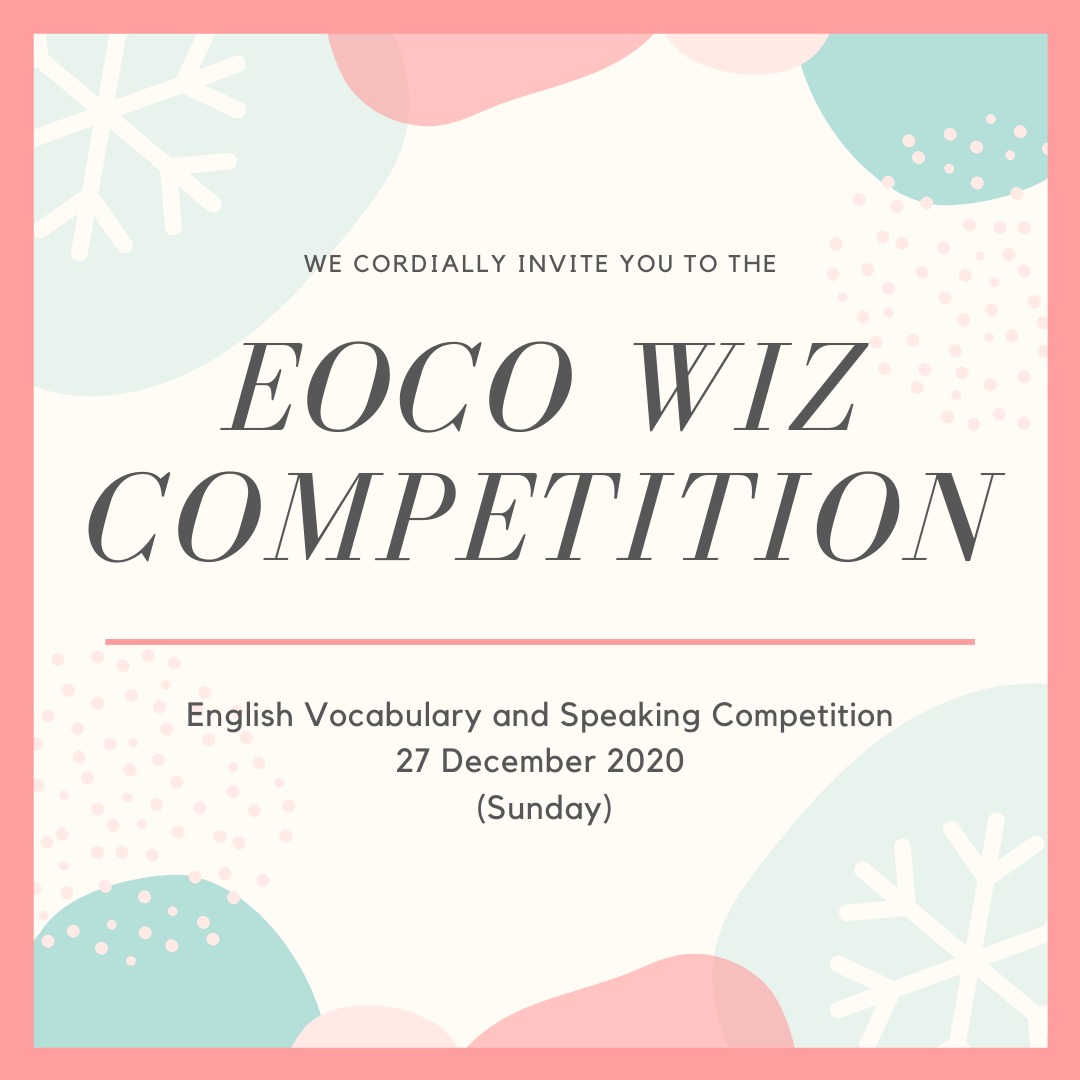 WE CORDIALLY INVITE YOU TO THE
EOCO WIZ
COMPETITION
English Vocabulary and Speaking Competition
27 December 2020
(Sunday)